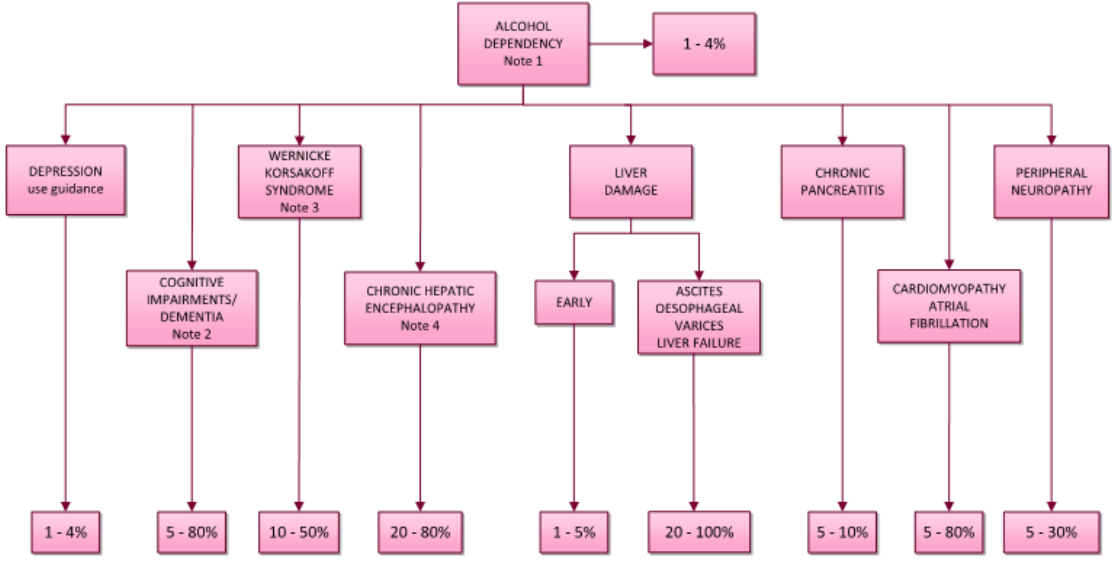 ALCOHOL
DEPENDENCY
Note 1
1 - 4%
DEPRESSION
use guidance
WERNICKE
KORSAKOFF
SYNDROME
Note 3
LIVER
DAMAGE
CHRONIC
PANCREATITIS
PERIPHERAL
NEUROPATHY
COGNITIVE
IMPAIRMENTS/
DEMENTIA
Note 2
CHRONIC HEPATIC
ENCEPHALOPATHY
Note 4
EARLY
ASCITES
OESOPHAGEAL
VARICES
LIVER FAILURE
CARDIOMYOPATHY
ATRIAL
FIBRILLATION
1 - 4%
5 - 80%
10 - 50%
20 - 80%
1 - 5%
20 - 100%
5 - 10%
5 - 80%
5 - 30%